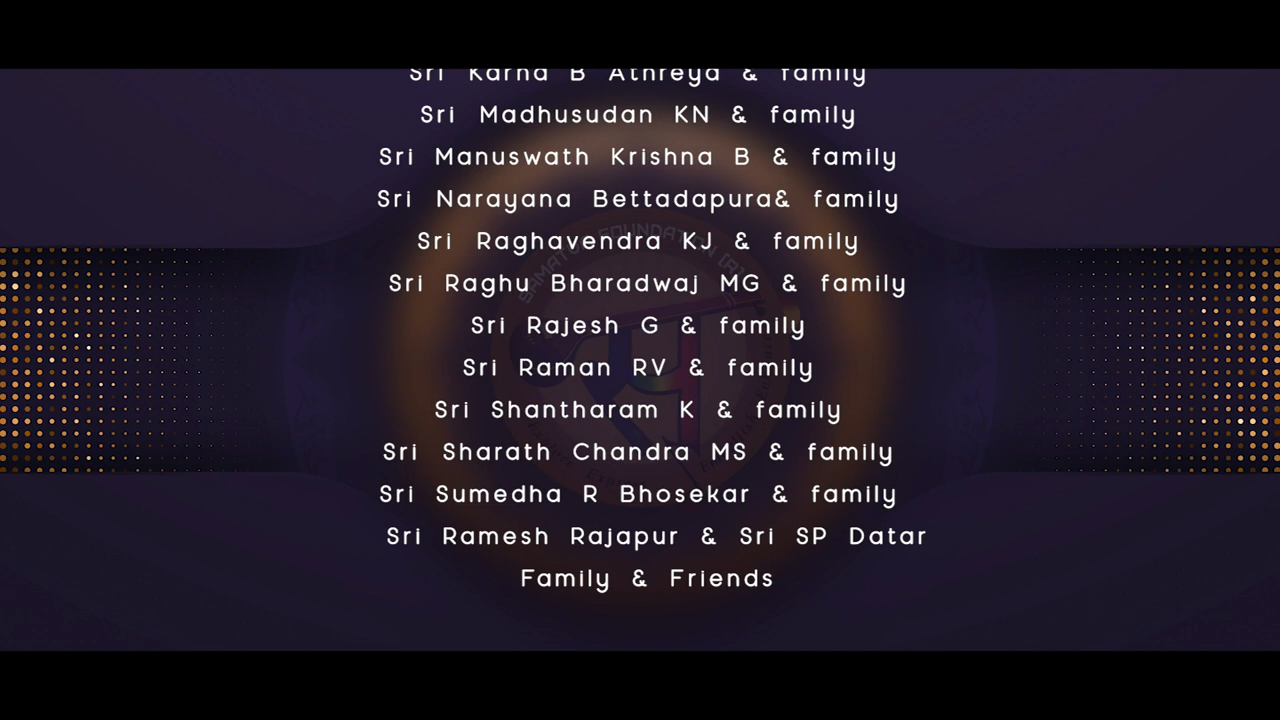 Sri Karna B Athreya & family
Sri Madhusudan KN & family
Sri Manuswath Krishna B & family
Sri Narayana Bettadapura& family
Sri Raghavendra KJ & family
Sri Raghu Bharadwaj MG & family
Sri Rajesh G & family
Sri Raman RV & family
Sri Shantharam K & family
Sri Sharath Chandra MS & family
Sri Sumedha R Bhosekar & family
Sri Ramesh Rajapur & Sri SP Datar
Family & Friends